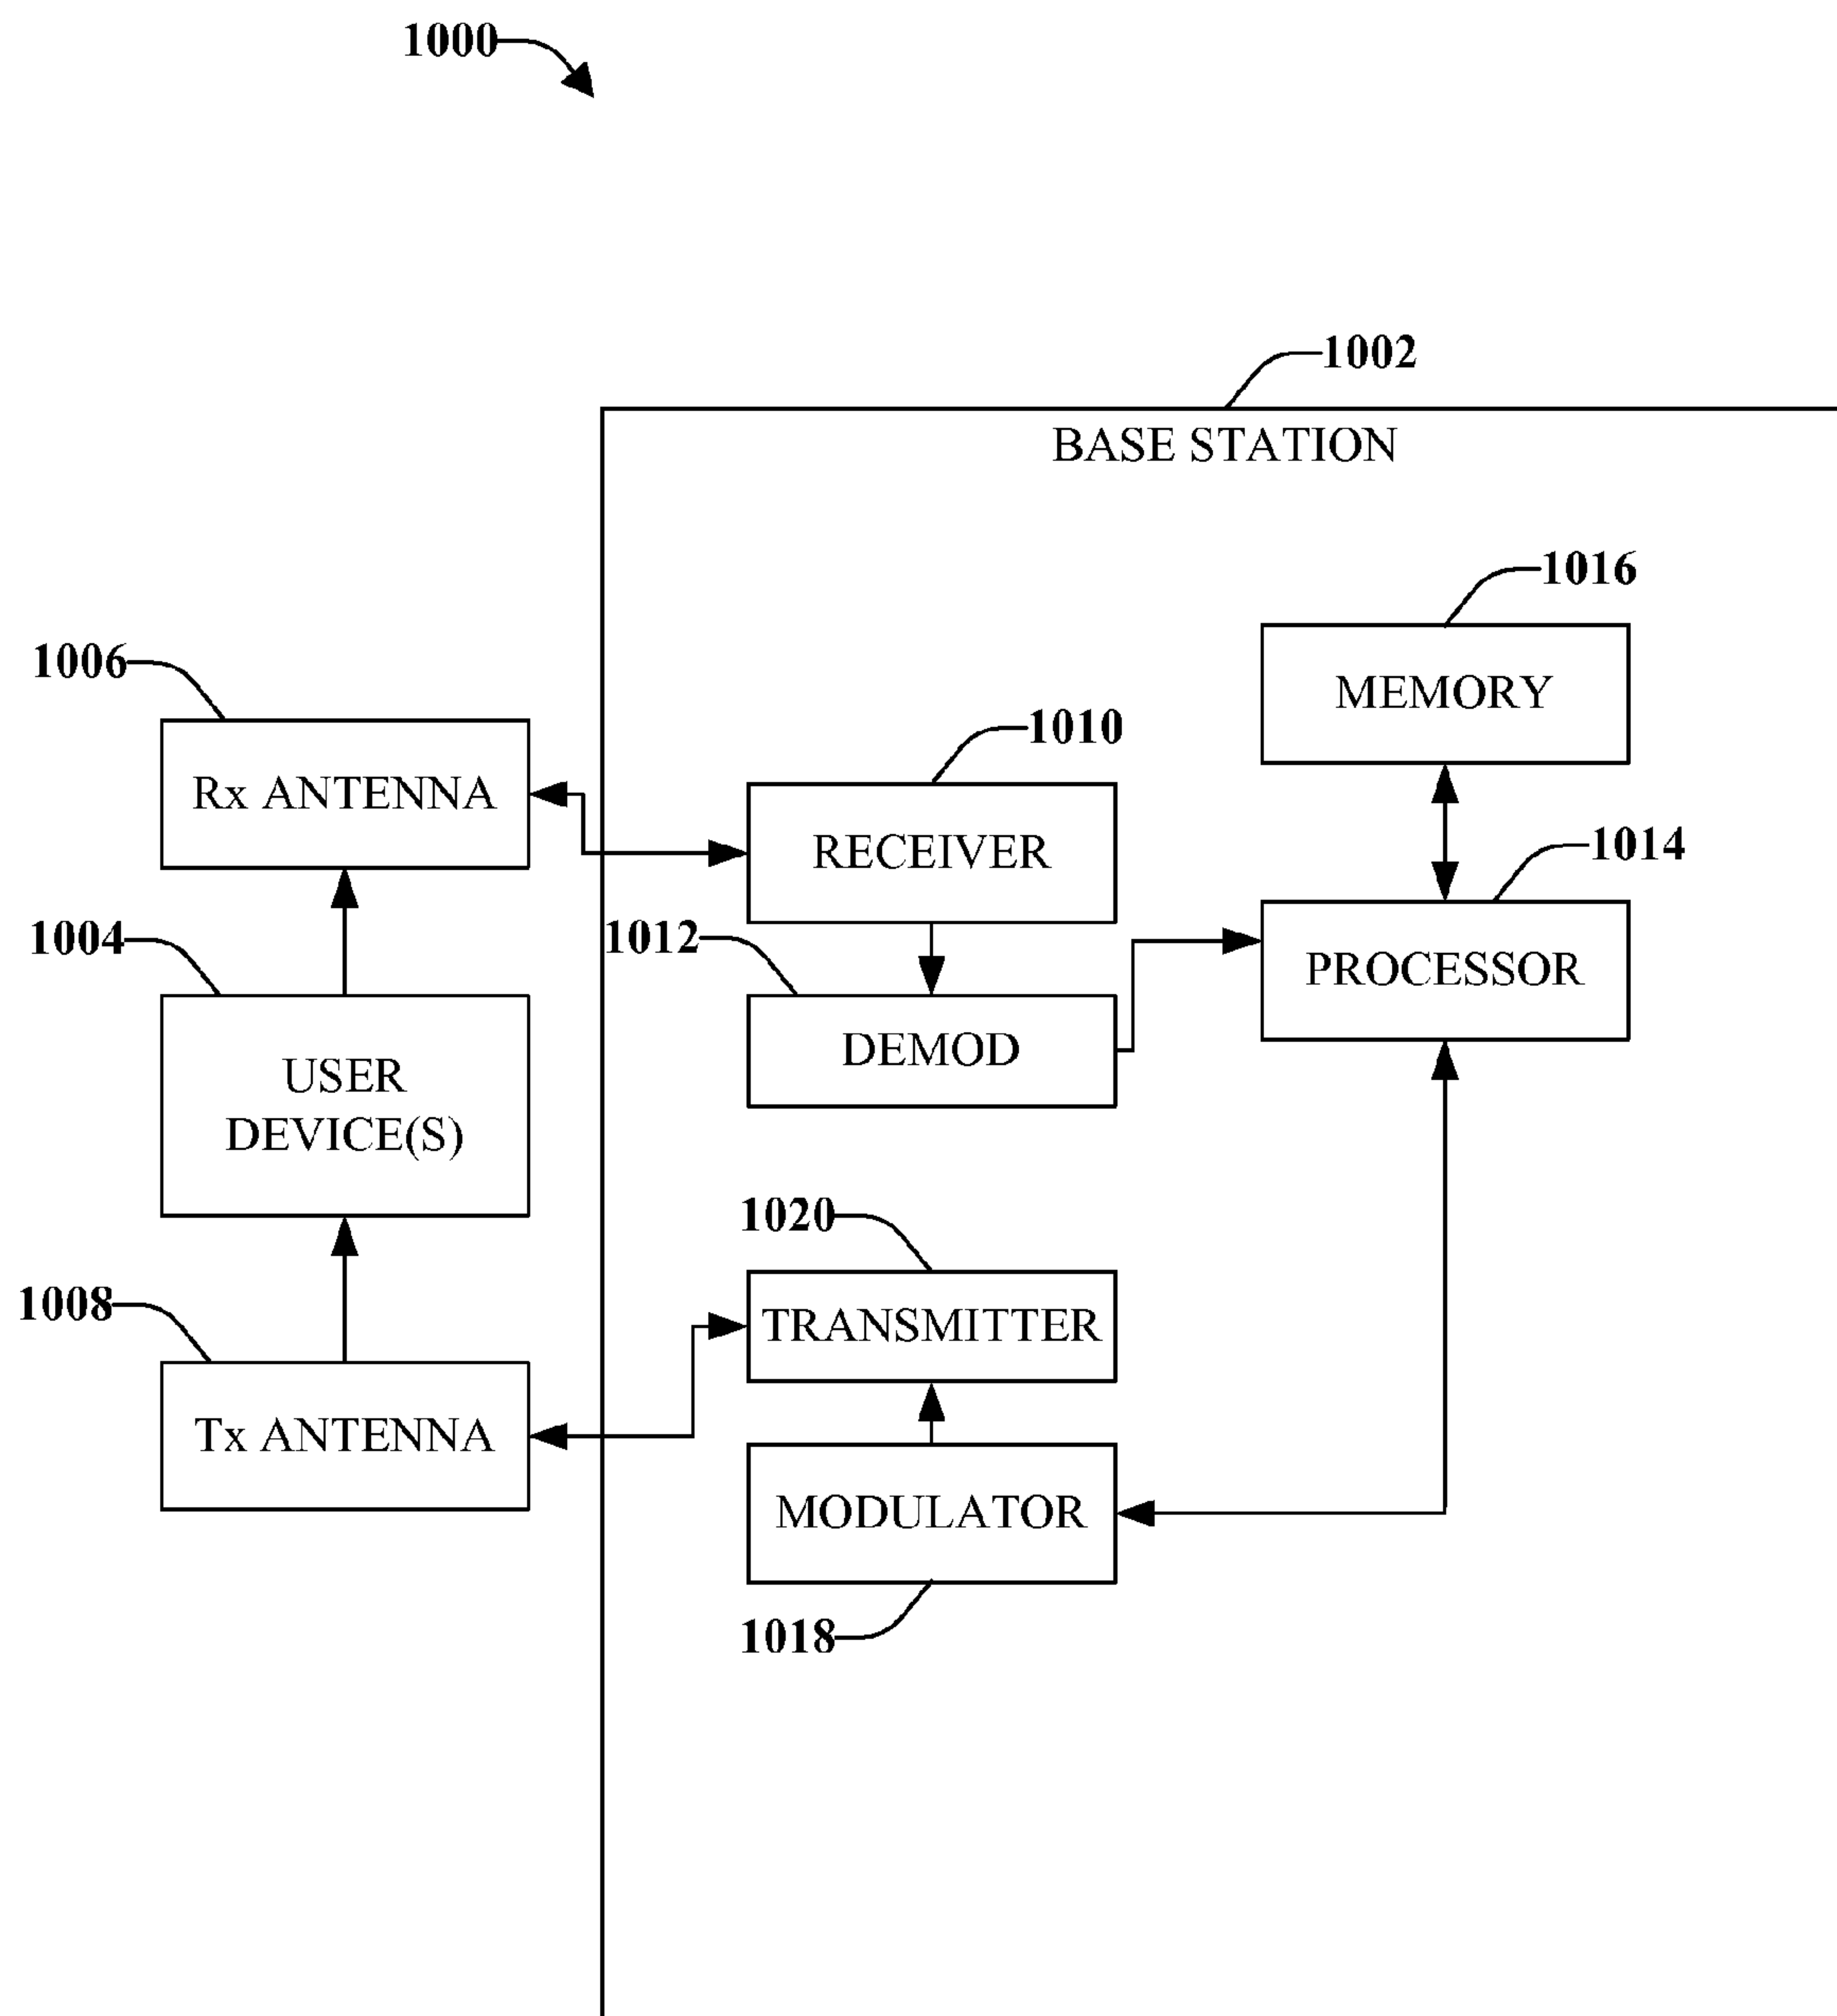 1000
1002
BASE STATION
1016
MEMORY
1006
Rx ANTENNA
1010
RECEIVER
1014
PROCESSOR
1004
USER
DEVICE(S)
1012
DEMOD
1020
TRANSMITTER
1008
Tx ANTENNA
MODULATOR
1018